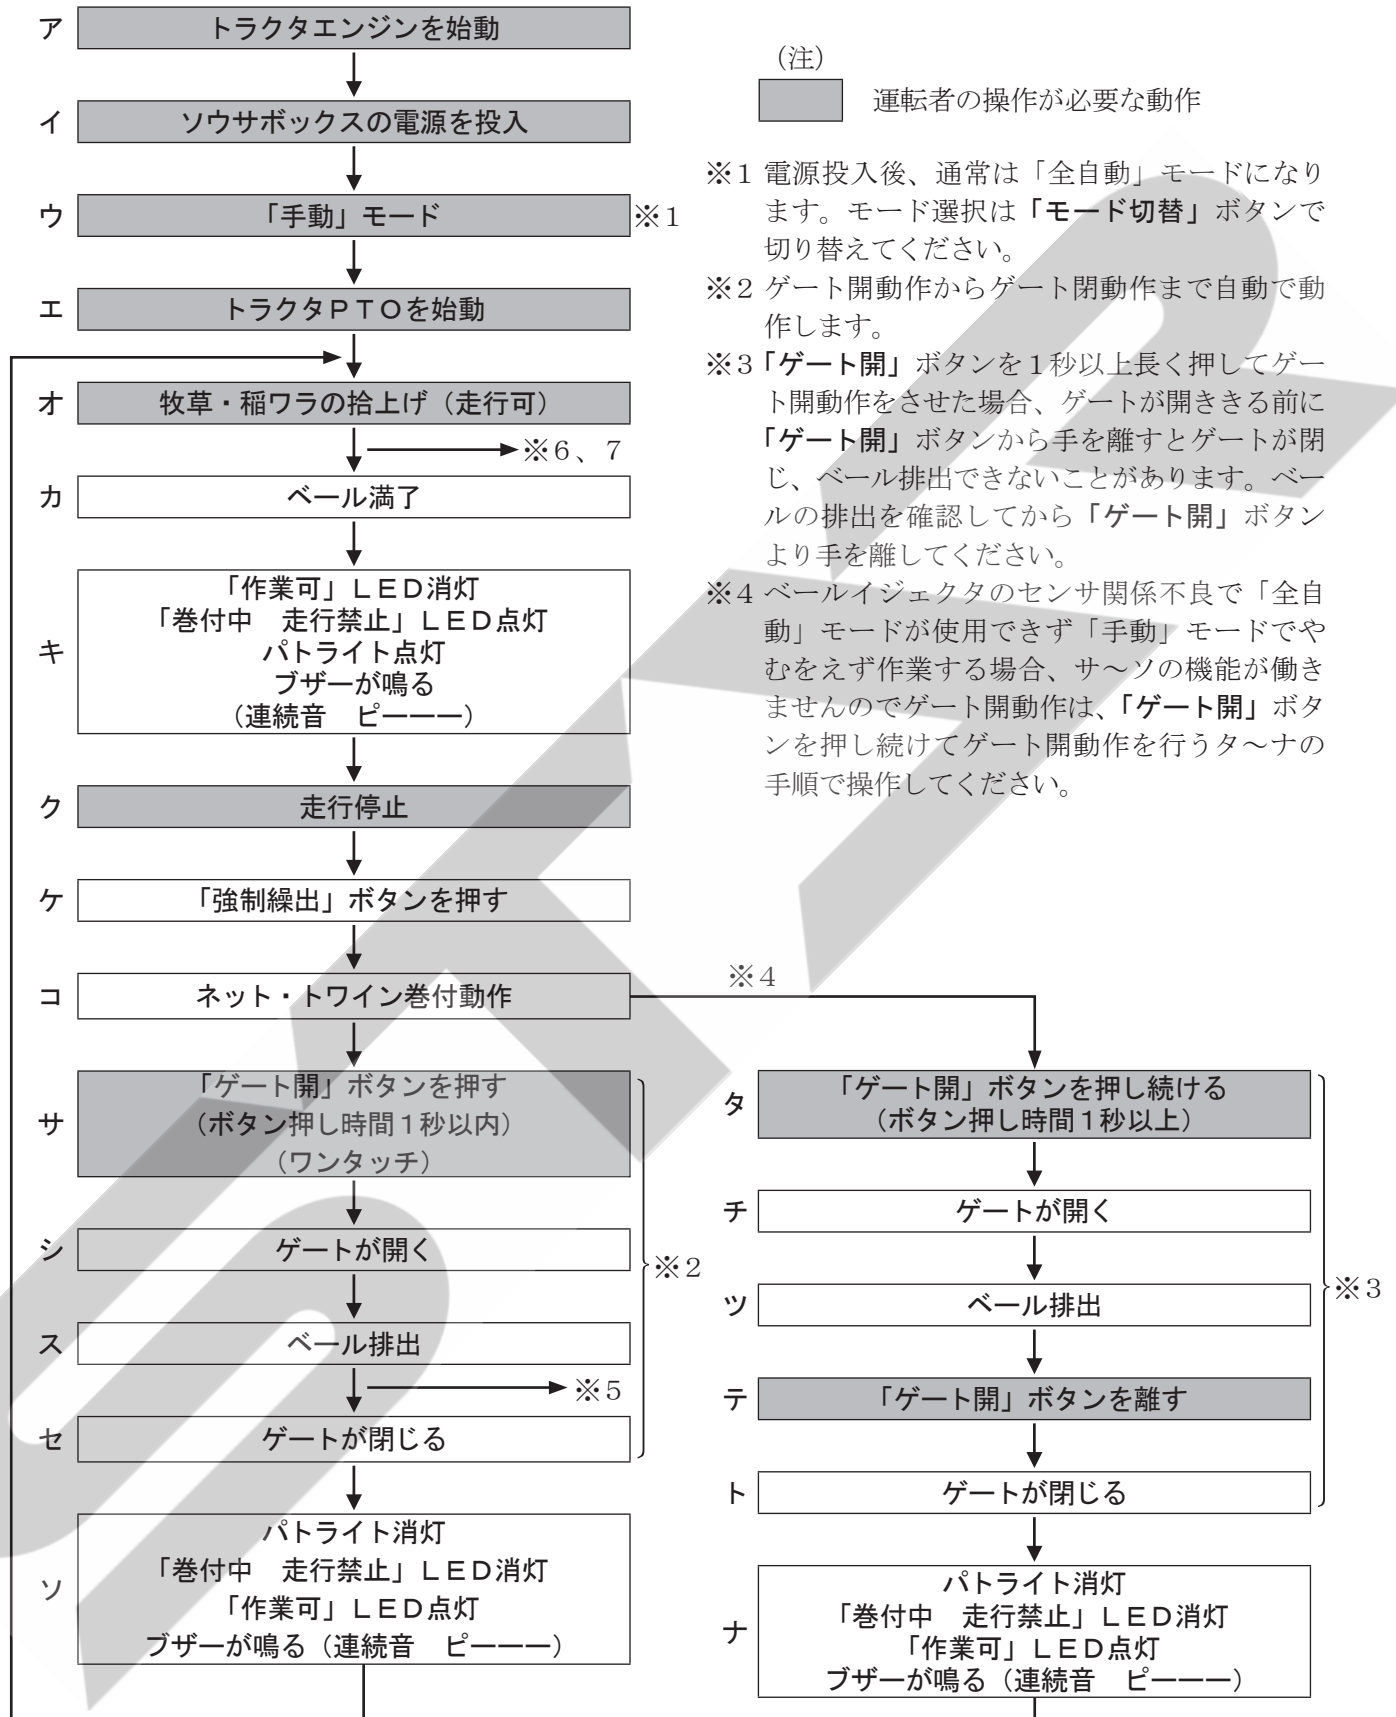 ア トラクタエンジンを始動
イ ソウサボックスの電源を投入
ウ 「手動」モード ※1
エ トラクタPTOを始動
オ 牧草・稲ワラの拾上げ（走行可）
※6、7
カ ベール満了
キ 「作業可」LED消灯
「巻付中　走行禁止」LED点灯
パトライト点灯
ブザーが鳴る
（連続音　ピーーー）
ク 走行停止
ケ 「強制繰出」ボタンを押す
コ ネット・トワイン巻付動作
サ 「ゲート開」ボタンを押す
（ボタン押し時間1秒以内）
（ワンタッチ）
シ ゲートが開く
※2
ス ベール排出
※5
セ ゲートが閉じる
ソ パトライト消灯
「巻付中　走行禁止」LED消灯
「作業可」LED点灯
ブザーが鳴る（連続音　ピーーー）
（注）
運転者の操作が必要な動作
※1 電源投入後、通常は「全自動」モードになり
ます。モード選択は「モード切替」ボタンで
切り替えてください。
※2 ゲート開動作からゲート閉動作まで自動で動
作します。
※3「ゲート開」ボタンを1秒以上長く押してゲー
ト開動作をさせた場合、ゲートが開ききる前に
「ゲート開」ボタンから手を離すとゲートが閉
じ、ベール排出できないことがあります。ベー
ルの排出を確認してから「ゲート開」ボタン
より手を離してください。
※4 ベールイジェクタのセンサ関係不良で「全自
動」モードが使用できず「手動」モードでや
むをえず作業する場合、サ～ソの機能が働き
ませんのでゲート開動作は、「ゲート開」ボタ
ンを押し続けてゲート開動作を行うタ～ナの
手順で操作してください。
※4
タ 「ゲート開」ボタンを押し続ける
（ボタン押し時間1秒以上）
チ ゲートが開く
ツ ベール排出
※3
テ 「ゲート開」ボタンを離す
ト ゲートが閉じる
ナ パトライト消灯
「巻付中　走行禁止」LED消灯
「作業可」LED点灯
ブザーが鳴る（連続音　ピーーー）
STAR